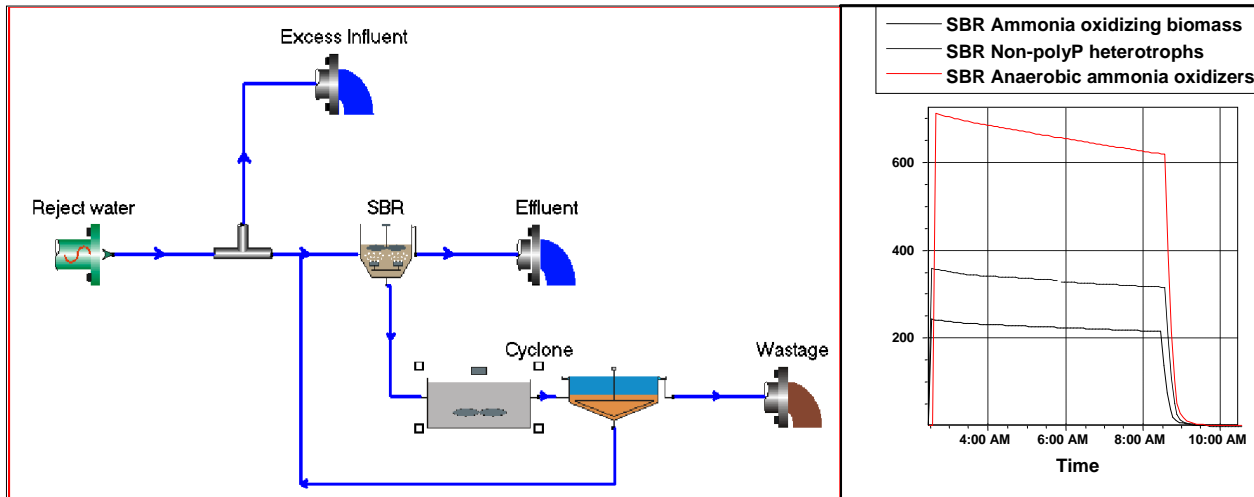 Excess Influent
Reject water
SBR
Effluent
Cyclone
Wastage
SBR Ammonia oxidizing biomass
SBR Non-polyP heterotrophs
SBR Anaerobic ammonia oxidizers
600
400
200
4:00 AM 6:00 AM 8:00 AM 10:00 AM
Time